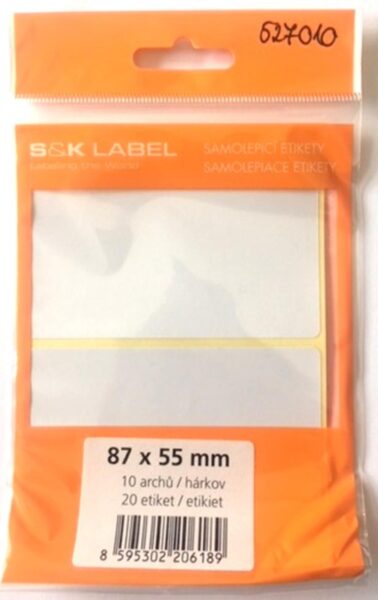 627010
S&K LABEL
Labelling the World
SAMOLEPICÍ ETIKETY
SAMOLEPIACE ETIKETY
87 x 55 mm
10 archů / hárkov
20 etiket / etikiet
8 595302 206189